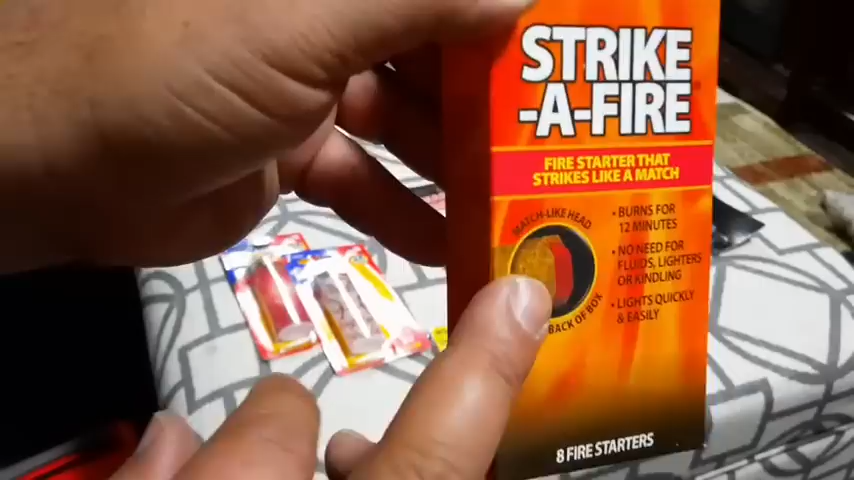 STRIKE
-A-FIRE
FIRE STARTER THAT
STRIKES LIKE A MATCH
MATCH-LIKE HEAD
BACK OF BOX
• BURNS FOR
12 MINUTES
• NO NEED FOR
FLUIDS, LIGHTERS
OR KINDLING
• LIGHTS QUICKLY
& EASILY
8 FIRE STARTERS